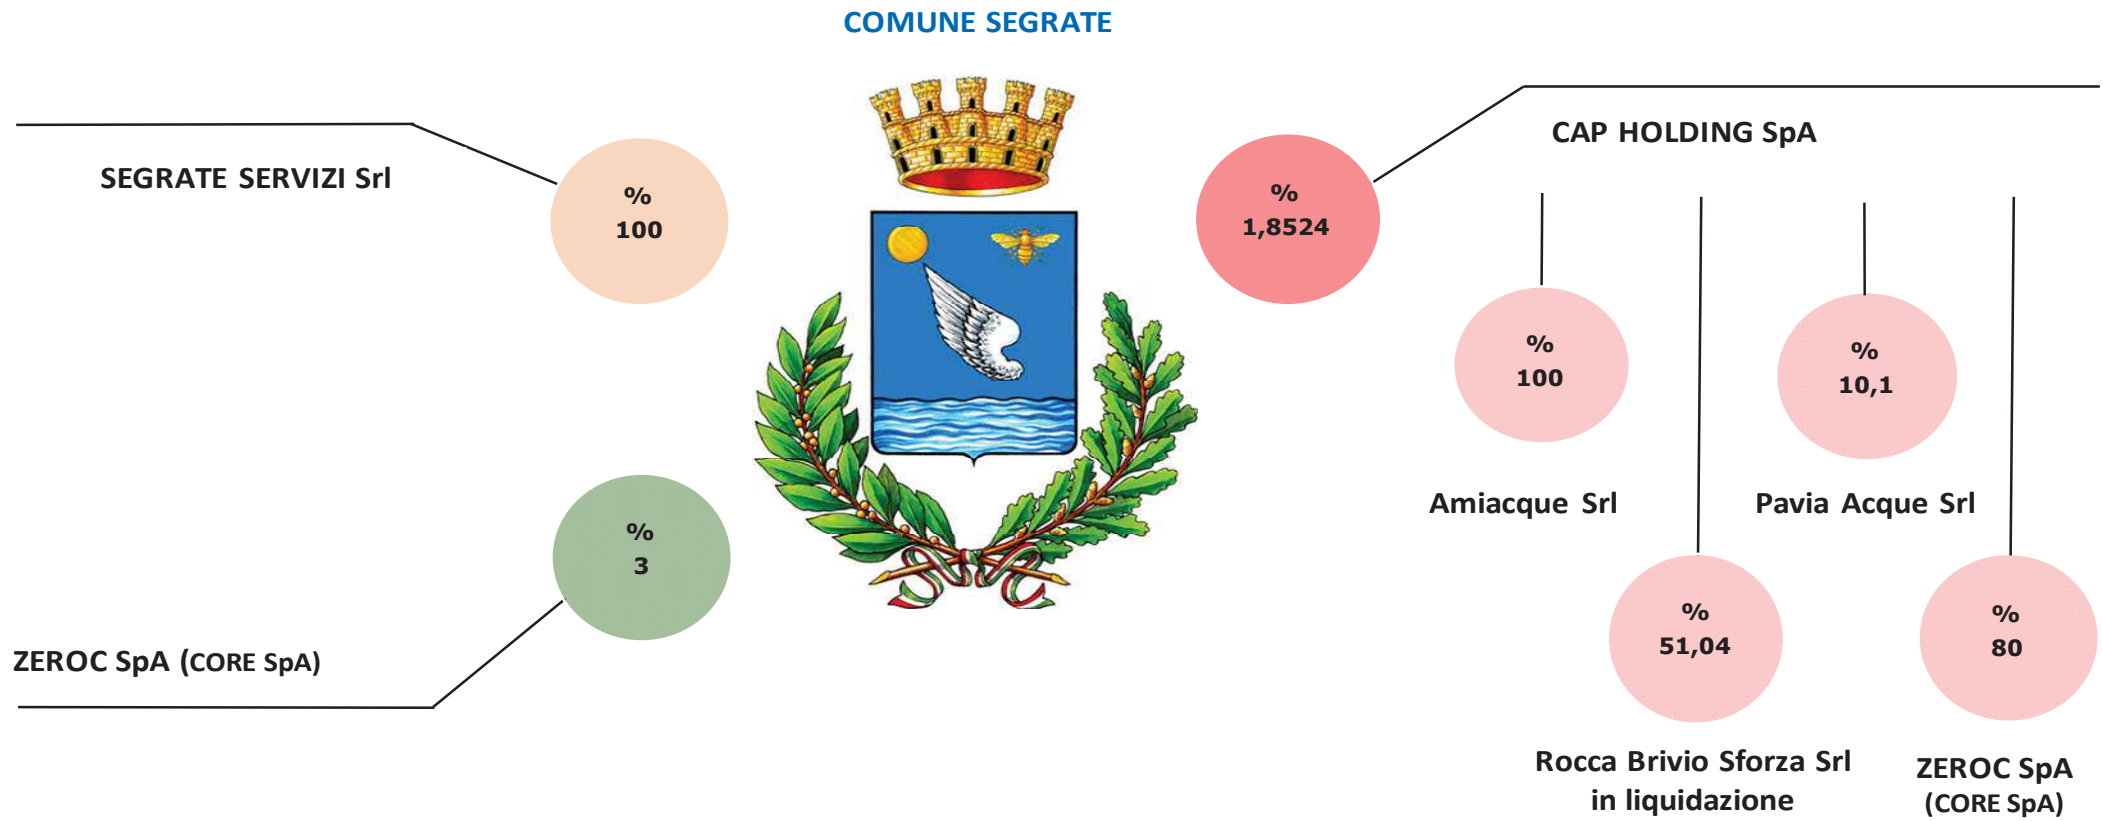 COMUNE SEGRATE
SEGRATE SERVIZI Srl
%
100
ZEROC SpA (CORE SpA)
%
3
CAP HOLDING SpA
%
1,8524
%
100
Amiacque Srl
%
10,1
Pavia Acque Srl
%
51,04
Rocca Brivio Sforza Srl
in liquidazione
%
80
ZEROC SpA
(CORE SpA)